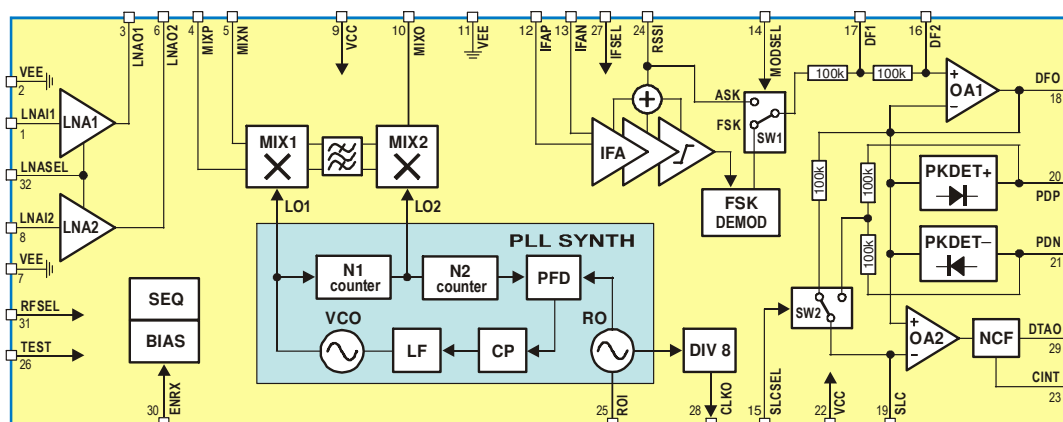 3 LNAO1
6 LNAO2
4 MIXP
5 MIXN
9 VCC
10 MIXO
11 VEE
12 IFAP
13 IFAN
27 IFSEL
24 RSSI
14 MODSEL
17 DF1
16 DF2
VEE
2
LNAI1
1
LNASEL
32
LNAI2
8
VEE
7
RFSEL
31
TEST
26
LNA1
LNA2
MIX1
MIX2
LO1
LO2
IFA
+
ASK
FSK
SW1
FSK
DEMOD
100k
100k
+
–
OA1
DFO
18
100k
100k
100k
PKDET+
20
PDP
PKDET–
PDN
21
SEQ
BIAS
PLL SYNTH
N1
counter
N2
counter
PFD
VCO
LF
CP
RO
DIV 8
SW2
+
–
OA2
NCF
DTAO
29
CINT
23
30 ENRX
25 ROI
28 CLKO
15 SLCSEL
22 VCC
19 SLC